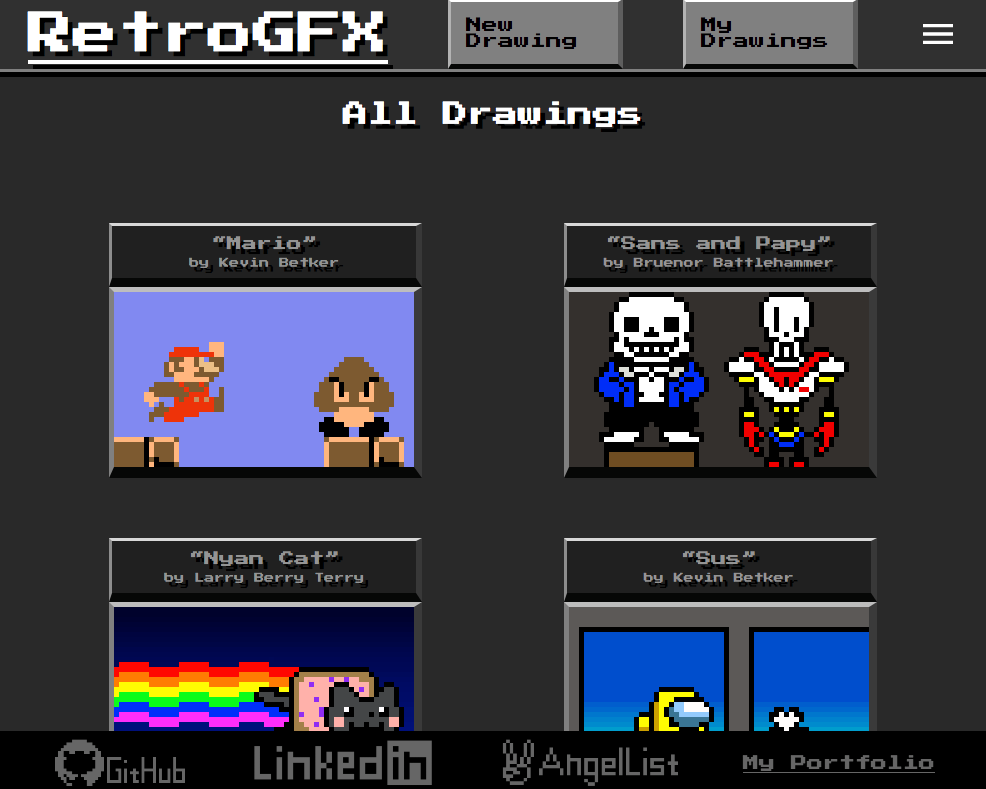 RetroGFX
New
Drawing
My
Drawings
All Drawings
“Mario”
by Kevin Betker
“Sans and Papy”
by Bruenor Battlehammer
“Nyan Cat”
by Larry Berry Terry
“Sus”
by Kevin Betker
GitHub
Linkedin
AngelList
My Portfolio